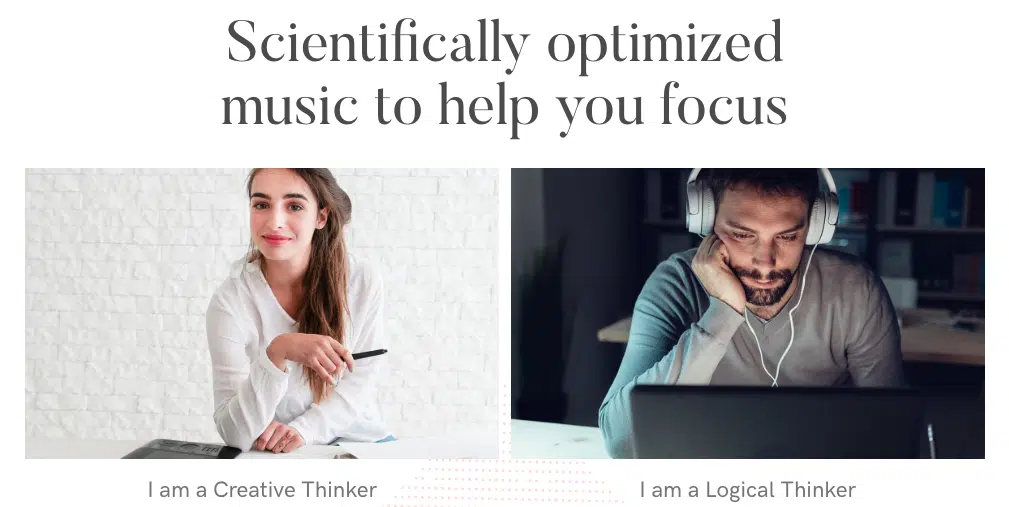 Scientifically optimized
music to help you focus
I am a Creative Thinker
I am a Logical Thinker